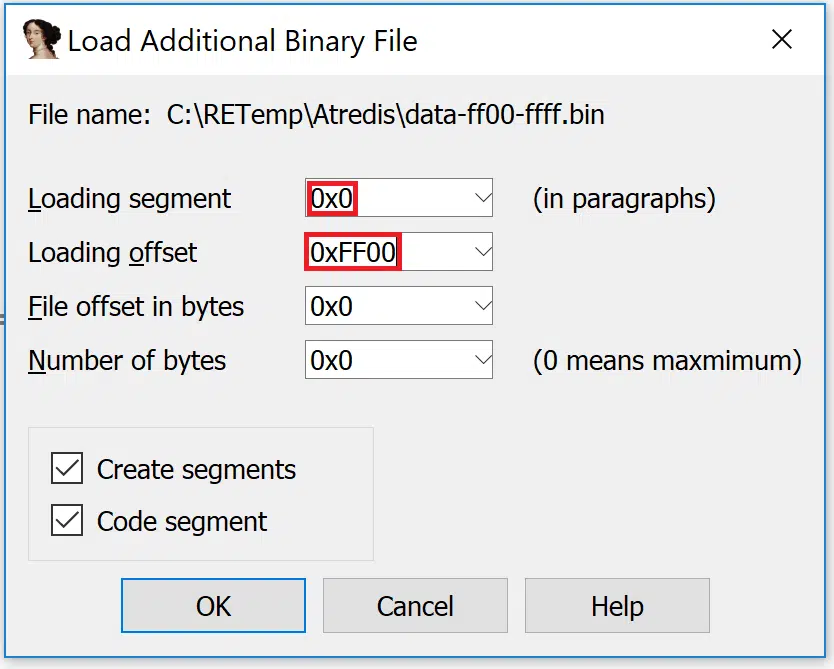 Load Additional Binary File
File name: C:\RETemp\Atredis\data-ff00-ffff.bin
Loading segment 0x0 (in paragraphs)
Loading offset 0xFF00
File offset in bytes 0x0
Number of bytes 0x0 (0 means maxmimum)
Create segments
Code segment
OK Cancel Help